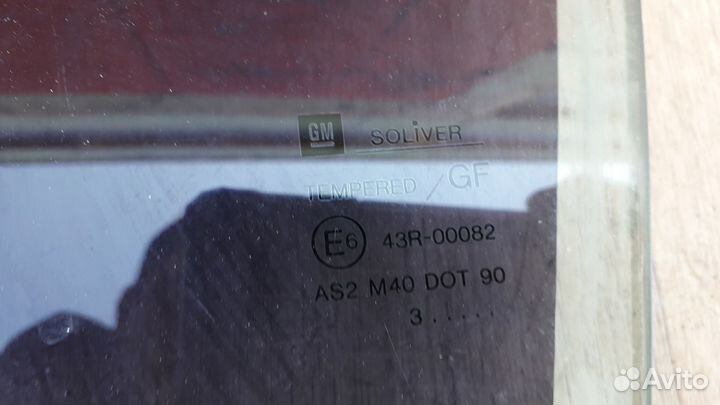 GM SOLiVER
TEMPERED / GF
E6 43R-00082
AS2 M40 DOT 90
3.....
Avito